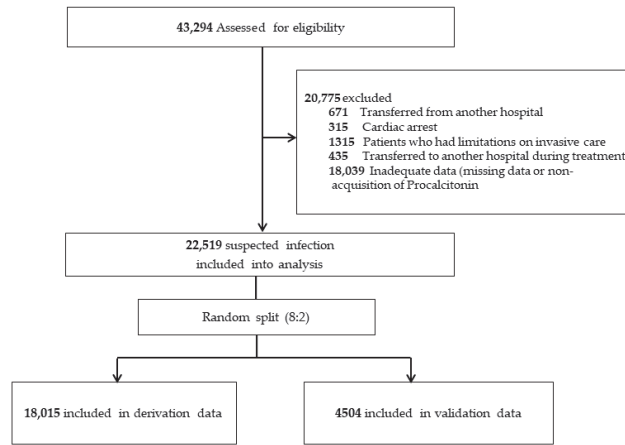 43,294 Assessed for eligibility
20,775 excluded
671 Transferred from another hospital
315 Cardiac arrest
1315 Patients who had limitations on invasive care
435 Transferred to another hospital during treatment
18,039 Inadequate data (missing data or non-
acquisition of Procalcitonin
22,519 suspected infection
included into analysis
Random split (8:2)
18,015 included in derivation data
4504 included in validation data